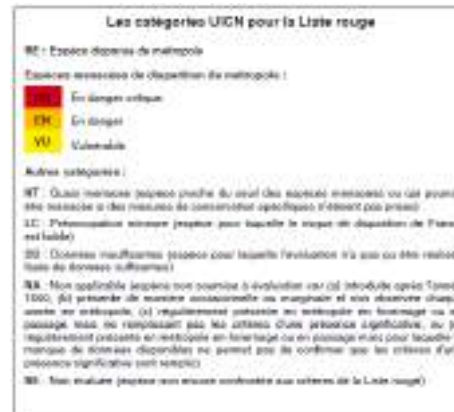 Les catégories UICN pour la Liste rouge
RE : Espèce disparue de métropole
Espèces menacées de disparition de métropole :
CR En danger critique
EN En danger
VU Vulnérable
Autres catégories :
NT : Quasi menacée (espèce proche du seuil des espèces menacées ou qui pourra
être menacée si des mesures de conservation spécifiques n'étaient pas prises)
LC : Préoccupation mineure (espèce pour laquelle le risque de disparition de France
est faible)
DD : Données insuffisantes (espèce pour laquelle l'évaluation n'a pas pu être réalisée
faute de données suffisantes)
NA : Non applicable (espèce non soumise à évaluation car (a) introduite après l'année
1500, (b) présente de manière occasionnelle ou marginale et non observée chaque
année en métropole, (c) régulièrement présente en métropole en hivernage ou en
passage mais ne remplissant pas les critères d'une présence significative, ou (d)
régulièrement présente en métropole en hivernage ou en passage mais pour laquelle le
manque de données disponibles ne permet pas de confirmer que les critères d'une
présence significative sont remplis)
NE : Non évaluée (espèce non encore confrontée aux critères de la Liste rouge)